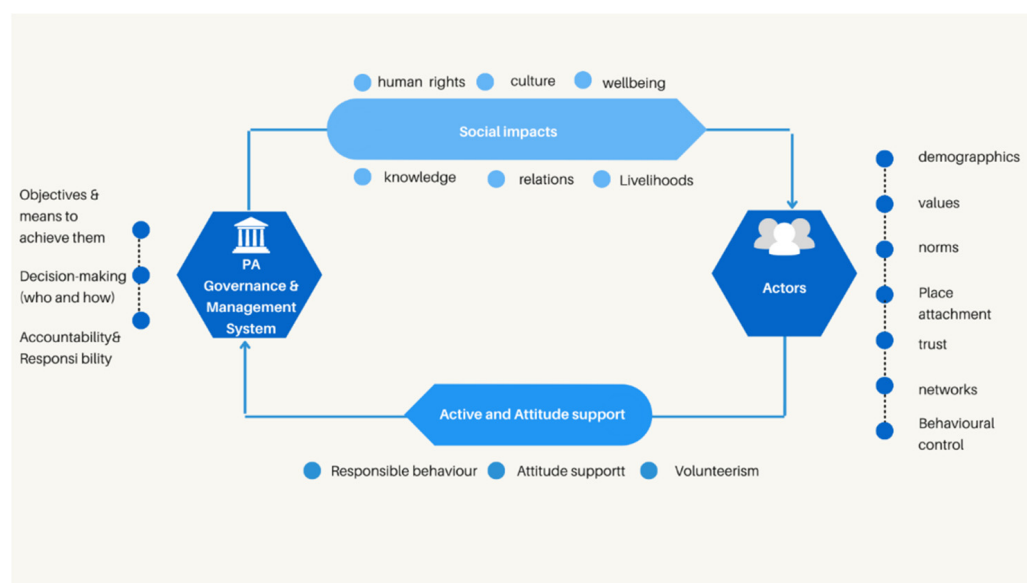 human rights
culture
wellbeing
Social impacts
knowledge
relations
Livelihoods
Objectives &
means to
achieve them
Decision-making
(who and how)
Accountability&
Responsi bility
PA
Governance &
Management
System
Actors
demograpphics
values
norms
Place
attachment
trust
networks
Behavioural
control
Active and Attitude support
Responsible behaviour
Attitude supportt
Volunteerism